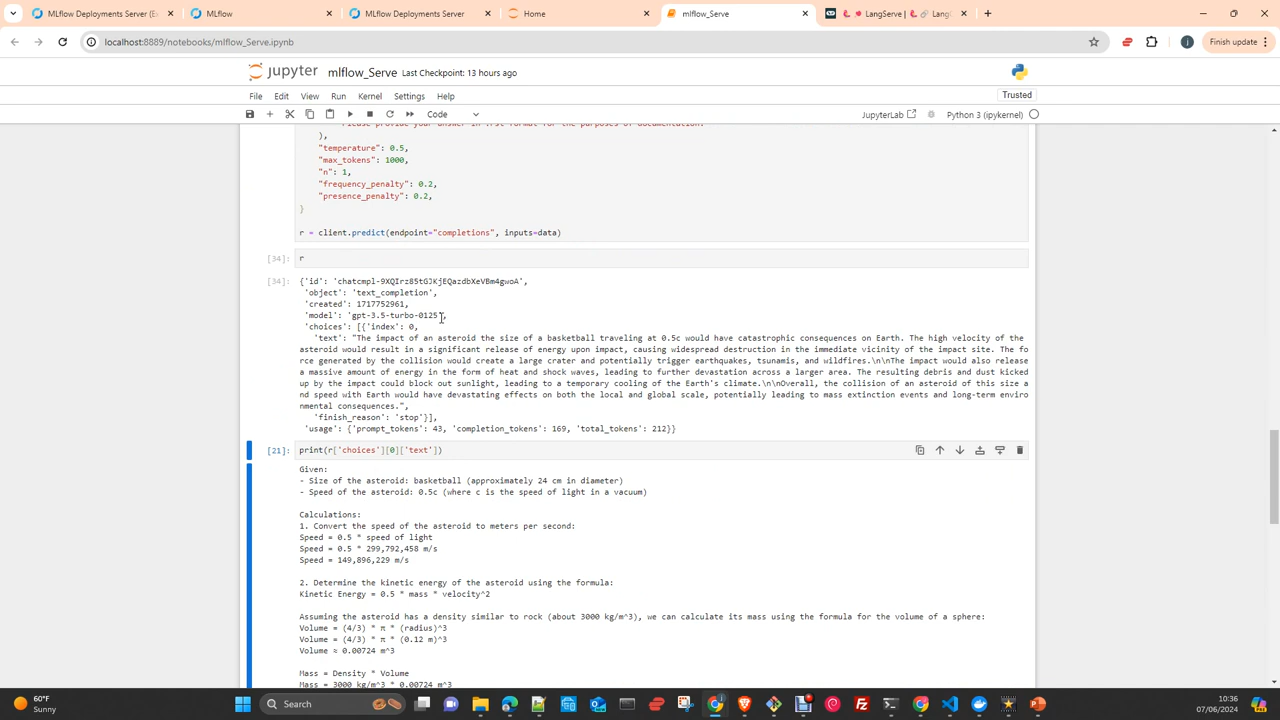 MLflow Deployments Server (E
MLflow
MLflow Deployments Server
Home
mlflow_Serve
LangServe | Lang
Finish update
localhost:8889/notebooks/mlflow_Serve.ipynb
jupyter mlflow_Serve Last Checkpoint: 13 hours ago
File Edit View Run Kernel Settings Help
Trusted
Code
JupyterLab
Python 3 (ipykernel)
"Please provide your answer in .rst format for the purposes of documentation."
),
"temperature": 0.5,
"max_tokens": 1000,
"n": 1,
"frequency_penalty": 0.2,
"presence_penalty": 0.2,
}
r = client.predict(endpoint="completions", inputs=data)
[34]: r
[34]: {'id': 'chatcmpl-9XQIrz85tGJKjEQazdbXeVBm4gwoA',
'object': 'text_completion',
'created': 1717752961,
'model': 'gpt-3.5-turbo-0125',
'choices': [{'index': 0,
'text': "The impact of an asteroid the size of a basketball traveling at 0.5c would have catastrophic consequences on Earth. The high velocity of the
asteroid would result in a significant release of energy upon impact, causing widespread destruction in the immediate vicinity of the impact site. The fo
rce generated by the collision would create a large crater and potentially trigger earthquakes, tsunamis, and wildfires.\n\nThe impact would also release
a massive amount of energy in the form of heat and shock waves, leading to further devastation across a larger area. The resulting debris and dust kicked
up by the impact could block out sunlight, leading to a temporary cooling of the Earth's climate.\n\nOverall, the collision of an asteroid of this size a
nd speed with Earth would have devastating effects on both the local and global scale, potentially leading to mass extinction events and long-term enviro
nmental consequences.",
'finish_reason': 'stop'}],
'usage': {'prompt_tokens': 43, 'completion_tokens': 169, 'total_tokens': 212}}
[21]: print(r['choices'][0]['text'])
Given:
- Size of the asteroid: basketball (approximately 24 cm in diameter)
- Speed of the asteroid: 0.5c (where c is the speed of light in a vacuum)
Calculations:
1. Convert the speed of the asteroid to meters per second:
Speed = 0.5 * speed of light
Speed = 0.5 * 299,792,458 m/s
Speed = 149,896,229 m/s
2. Determine the kinetic energy of the asteroid using the formula:
Kinetic Energy = 0.5 * mass * velocity^2
Assuming the asteroid has a density similar to rock (about 3000 kg/m^3), we can calculate its mass using the formula for the volume of a sphere:
Volume = (4/3) * π * (radius)^3
Volume = (4/3) * π * (0.12 m)^3
Volume ≈ 0.00724 m^3
Mass = Density * Volume
Mass = 3000 kg/m^3 * 0.00724 m^3
60°F
Sunny
Search
10:36
07/06/2024